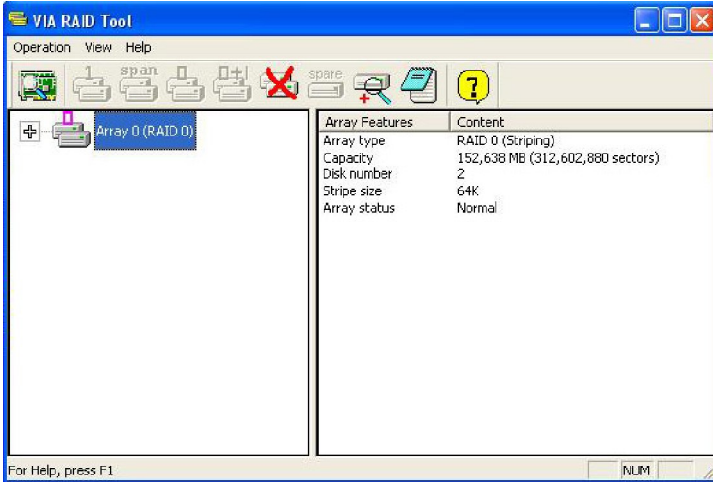 VIA RAID Tool
Operation View Help
1 span spare ?
Array 0 (RAID 0)
Array Features Content
Array type RAID 0 (Striping)
Capacity 152,638 MB (312,602,880 sectors)
Disk number 2
Stripe size 64K
Array status Normal
For Help, press F1 NUM